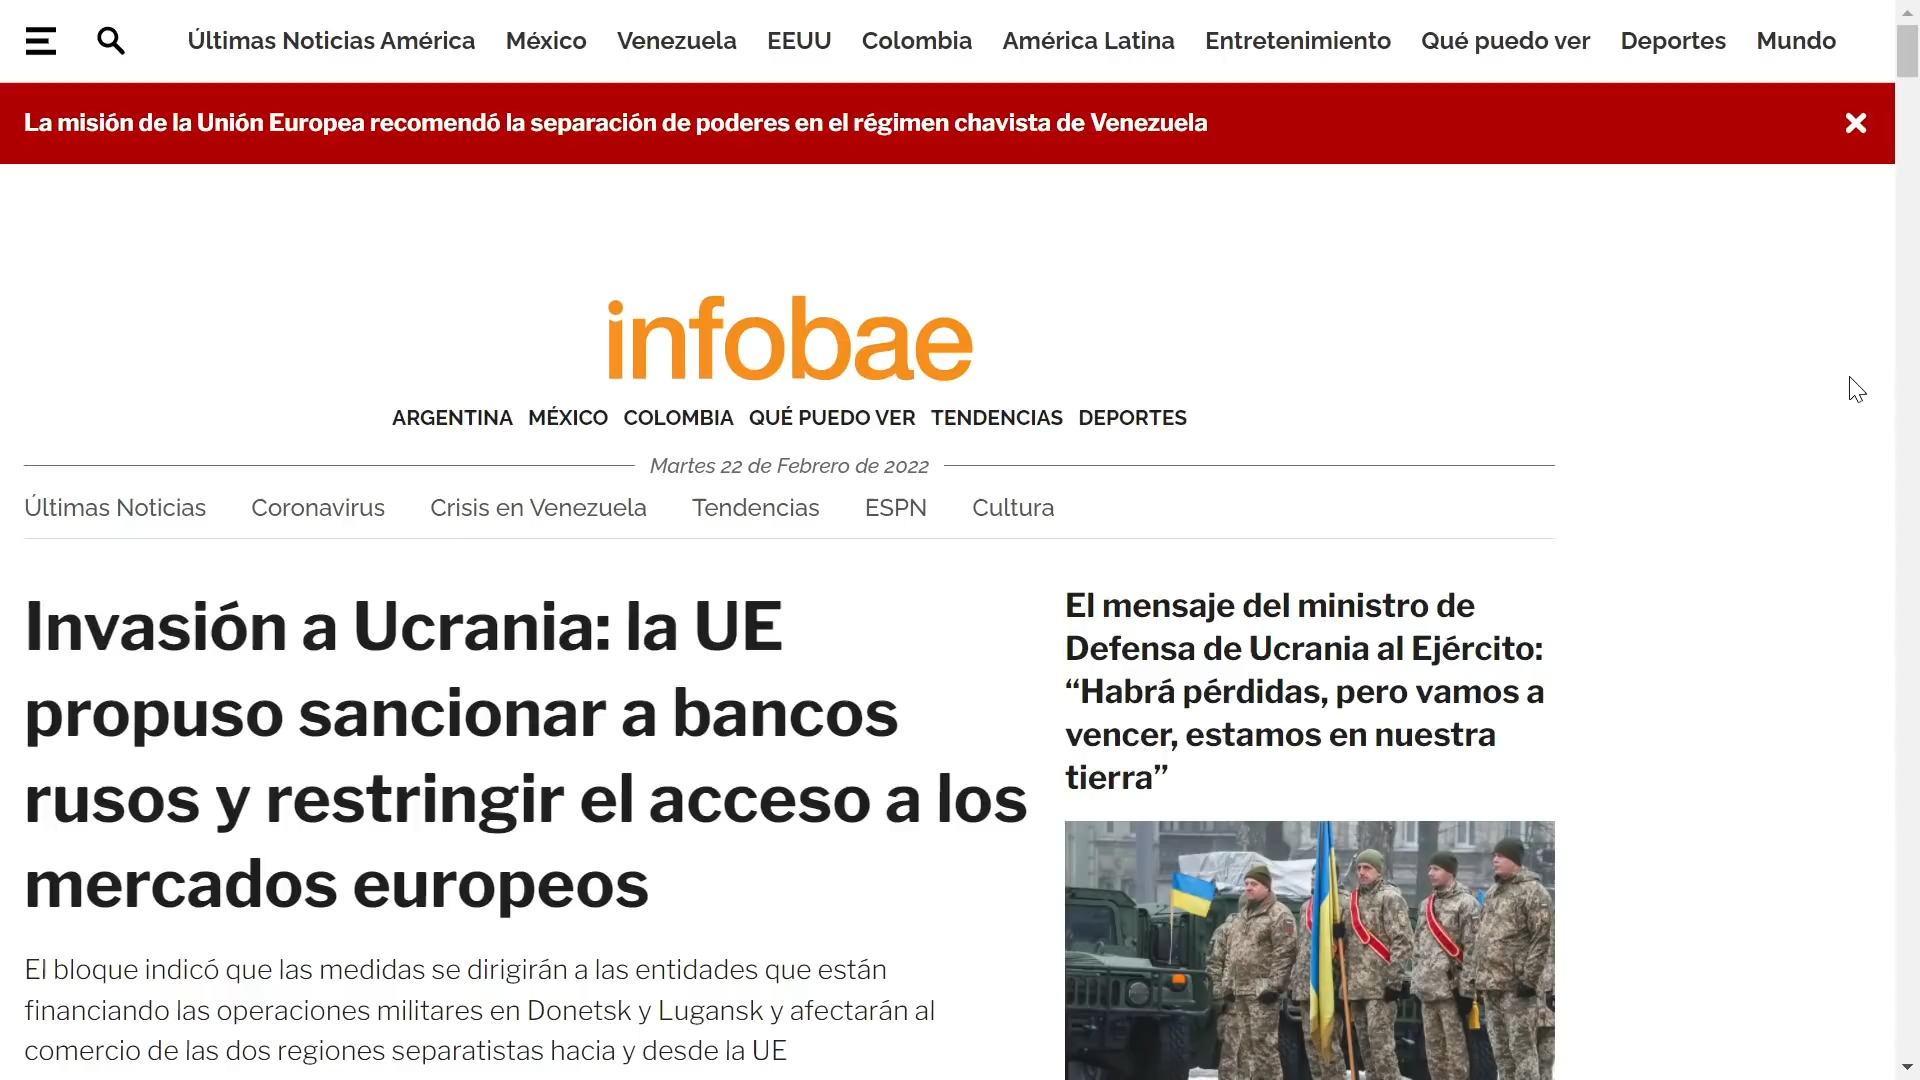 Últimas Noticias América México Venezuela EEUU Colombia América Latina Entretenimiento Qué puedo ver Deportes Mundo
La misión de la Unión Europea recomendó la separación de poderes en el régimen chavista de Venezuela
infobae
ARGENTINA MÉXICO COLOMBIA QUÉ PUEDO VER TENDENCIAS DEPORTES
Martes 22 de Febrero de 2022
Últimas Noticias Coronavirus Crisis en Venezuela Tendencias ESPN Cultura
Invasión a Ucrania: la UE
propuso sancionar a bancos
rusos y restringir el acceso a los
mercados europeos
El bloque indicó que las medidas se dirigirán a las entidades que están
financiando las operaciones militares en Donetsk y Lugansk y afectarán al
comercio de las dos regiones separatistas hacia y desde la UE
El mensaje del ministro de
Defensa de Ucrania al Ejército:
“Habrá pérdidas, pero vamos a
vencer, estamos en nuestra
tierra”